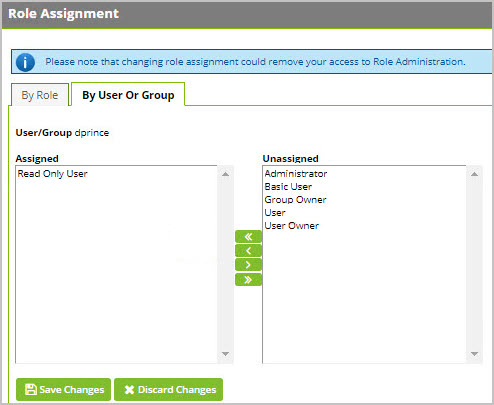 Role Assignment
Please note that changing role assignment could remove your access to Role Administration.
By Role
By User Or Group
User/Group dprince
Assigned
Unassigned
Read Only User
Administrator
Basic User
Group Owner
User
User Owner
Save Changes
Discard Changes